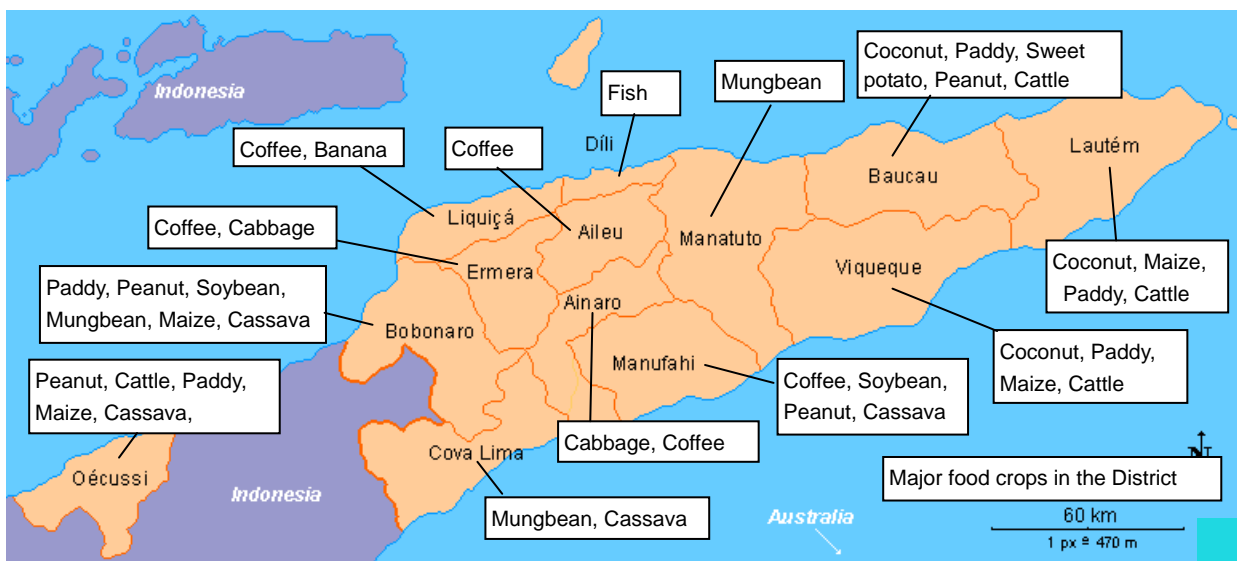 Coconut, Paddy, Sweet
potato, Peanut, Cattle
Indonesia
Fish
Mungbean
Coffee, Banana
Coffee
Díli
Lautém
Baucau
Liquiçá
Coffee, Cabbage
Aileu
Manatuto
Ermera
Viqueque
Coconut, Maize,
Paddy, Cattle
Paddy, Peanut, Soybean,
Mungbean, Maize, Cassava
Ainaro
Bobonaro
Coconut, Paddy,
Maize, Cattle
Manufahi
Peanut, Cattle, Paddy,
Maize, Cassava,
Coffee, Soybean,
Peanut, Cassava
Cabbage, Coffee
Cova Lima
N
Oécussi
Major food crops in the District
Indonesia
Mungbean, Cassava
Australia
60 km
1 px º 470 m